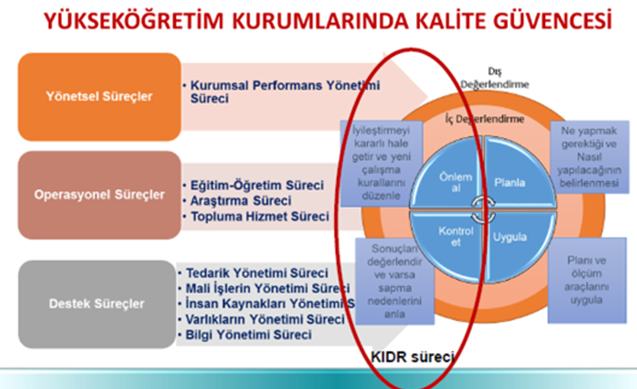 YÜKSEKÖĞRETİM KURUMLARINDA KALİTE GÜVENCESİ
Yönetsel Süreçler
• Kurumsal Performans Yönetimi
Süreci
Operasyonel Süreçler
• Eğitim-Öğretim Süreci
• Araştırma Süreci
• Topluma Hizmet Süreci
Destek Süreçler
• Tedarik Yönetimi Süreci
• Mali İşlerin Yönetimi Süreci
• İnsan Kaynakları Yönetimi S
• Varlıkların Yönetimi Süreci
• Bilgi Yönetimi Süreci
Dış
Değerlendirme
İç Değerlendirme
İyileştirmeyi
kararlı hale
getir ve yeni
çalışma
kurallarını
düzenle
Önlem
al
Planla
Ne yapmak
gerektiği ve
Nasıl
yapılacağının
belirlenmesi
Sonuçları
değerlendir
ve varsa
sapma
nedenlerini
anla
Kontrol
et
Uygula
Planı ve
ölçüm
araçlarını
uygula
KIDR süreci